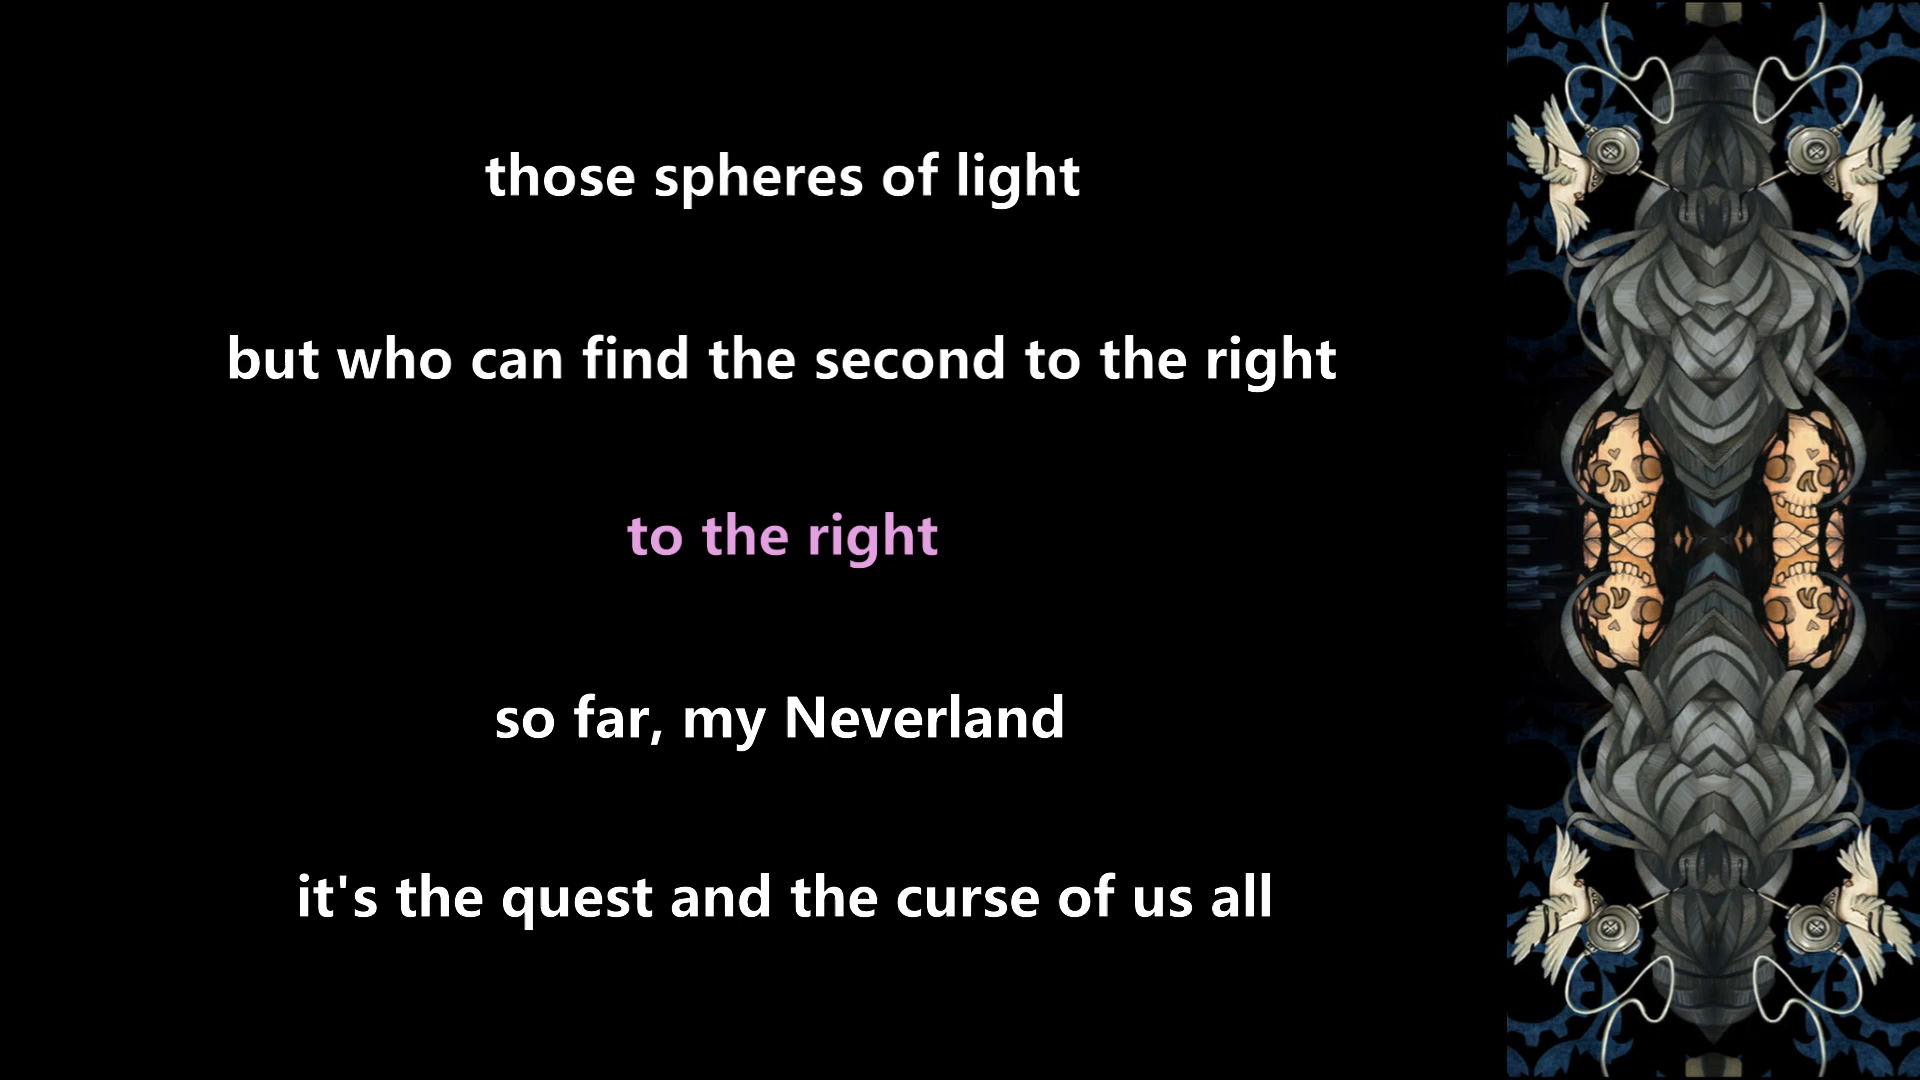 those spheres of light
but who can find the second to the right
to the right
so far, my Neverland
it's the quest and the curse of us all